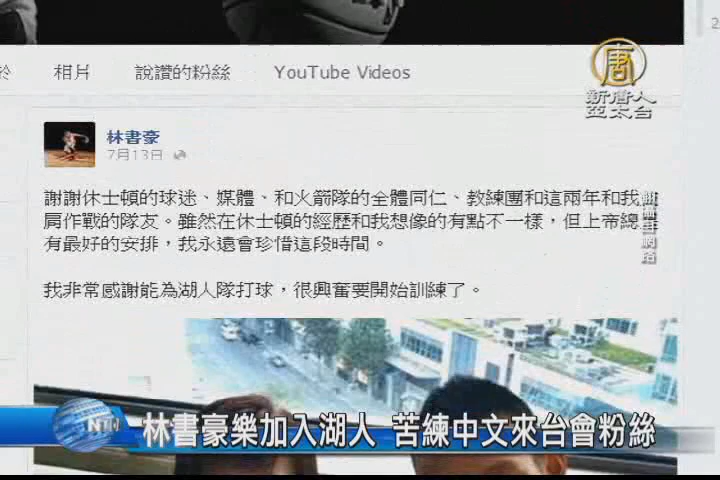 相片 說讚的粉絲 YouTube Videos
新唐人
亞太台
林書豪
7月13日
謝謝休士頓的球迷、媒體、和火箭隊的全體同仁、教練團和這兩年和我
肩作戰的隊友。雖然在休士頓的經歷和我想像的有點不一樣，但上帝總
有最好的安排，我永遠會珍惜這段時間。
我非常感謝能為湖人隊打球，很興奮要開始訓練了。
林書豪樂加入湖人 苦練中文來台會粉絲